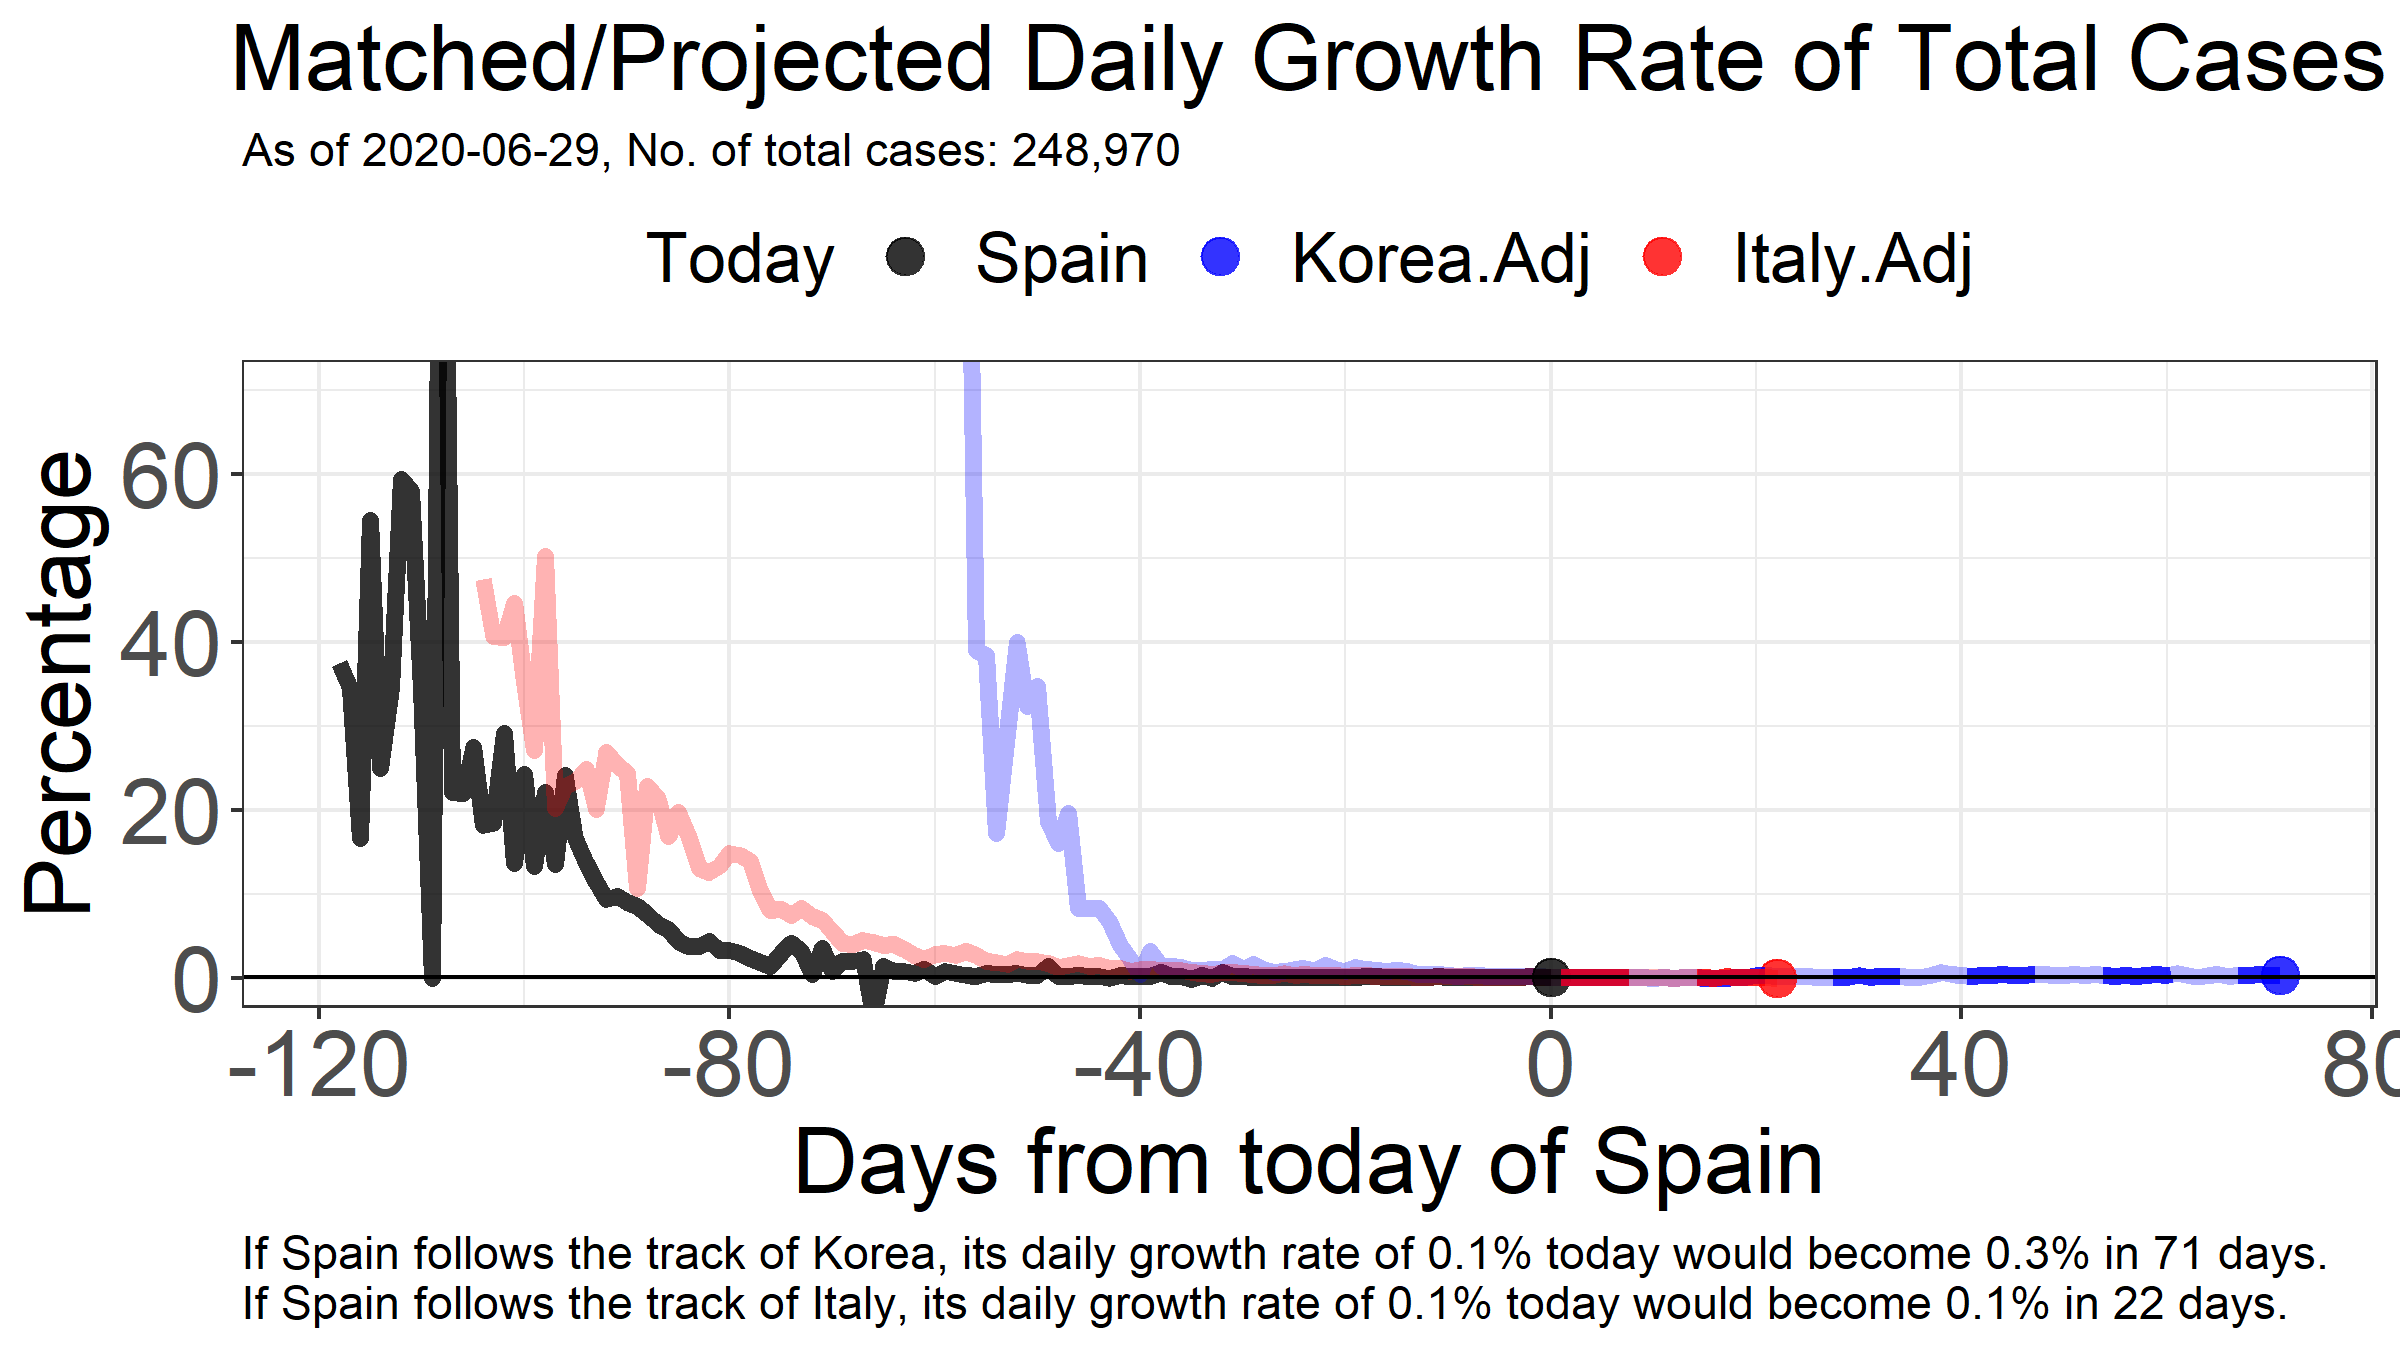 Matched/Projected Daily Growth Rate of Total Cases
As of 2020-06-29, No. of total cases: 248,970
Today Spain Korea.Adj Italy.Adj
Percentage
60
40
20
0
-120 -80 -40 0 40 80
Days from today of Spain
If Spain follows the track of Korea, its daily growth rate of 0.1% today would become 0.3% in 71 days.
If Spain follows the track of Italy, its daily growth rate of 0.1% today would become 0.1% in 22 days.